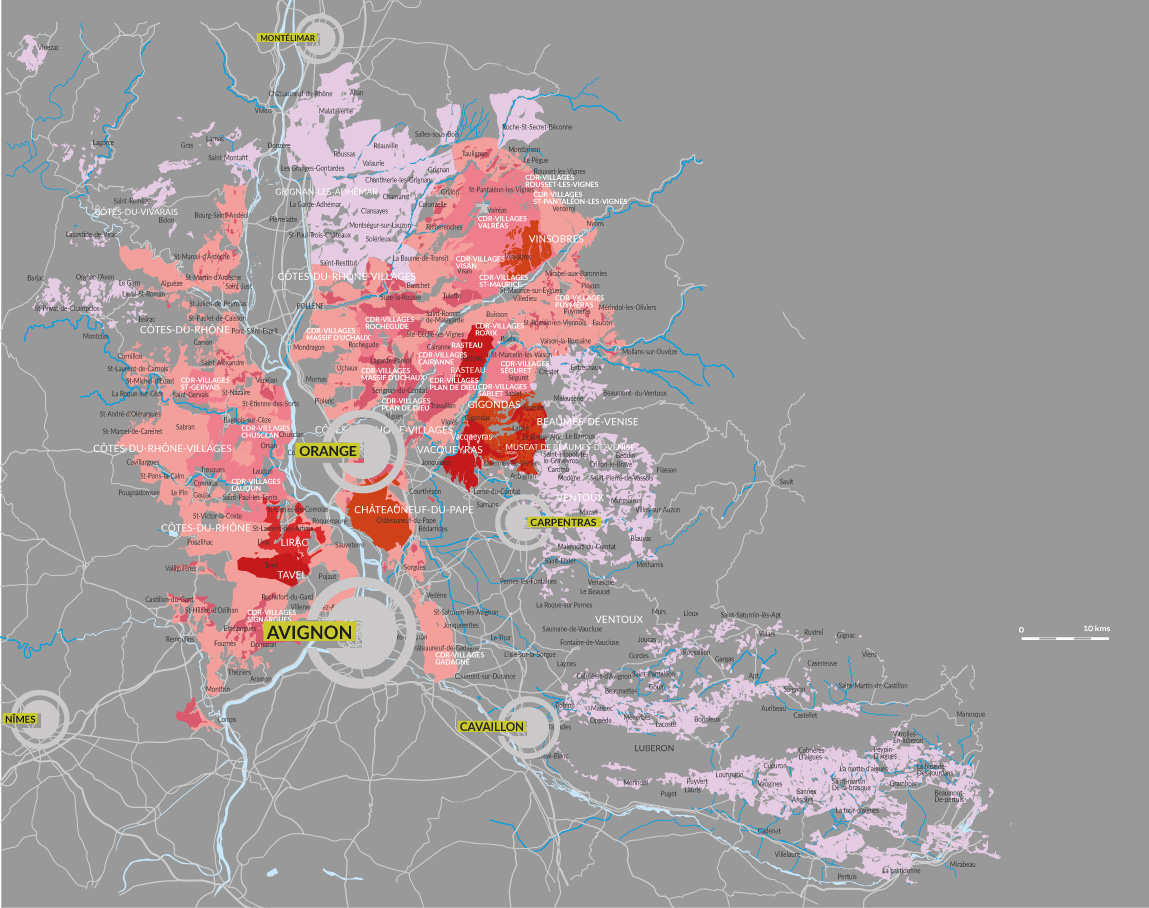 MONTÉLIMAR
Vinezac
Châteauneuf du-Rhône
Allan
Viviers
Malataverne
Roche-St-Secret-Béconne
Salles-sous-Bois
Lagorce
Larnas
Gras
Donzère
Réauville
Saint Montant
Roussas
Valaurie
Taulignan
Montbrison
Le Pègue
Les Granges-Gontardes
Grignan
Rousset-les-Vignes
Chantmerle-les-Grignan
CDR-VILLAGES
ROUSSET-LES-VIGNES
GRIGNAN-LES-ADHÉMAR
Grillon
St-Pantaléon-les-Vignes
CDR-VILLAGES
ST-PANTALÉON-LES-VIGNES
Saint-Remèze
Chamaret
La Garde-Adhémar
Colonzelle
CÔTES-DU-VIVARAIS
Clansayes
Valréas
Venterol
Bidon
Bourg-Saint-Andéol
Pierrelatte
CDR-VILLAGES
VALRÉAS
Montségur-sur-Lauzon
Richerenches
Nyons
Labastide-de-Virac
St-Paul-Trois-Châteaux
Solérieux
VINSOBRES
St-Marcel-d'Ardèche
La Baume-de-Transit
CDR-VILLAGES
VISAN
Vinsobres
Saint-Restitut
Visan
Barjac
Orgnac-l'Aven
St-Martin-d'Ardèche
CÔTES-DU-RHÔNE-VILLAGES
Mirabel-aux-Baronnies
Le Garn
Aiguèze
Saint-Just
Bouchet
CDR-VILLAGES
ST-MAURICE
Piégon
Laval-St-Roman
Suze-la-Rousse
Tulette
St-Maurice-sur-Eygues
Villedieu
CDR-VILLAGES
PUYMÉRAS
St-Privat-de-Champclos
St-Julien-de-Peyrolas
BOLLÈNE
Puyméras
Mérindol-les-Oliviers
Issirac
St-Paulet-de-Caisson
CDR-VILLAGES
ROCHEGUDE
Saint-Roman
de-Malegarde
Buisson
CÔTES-DU-RHÔNE
Pont-Saint-Esprit
CDR-VILLAGES
MASSIF D'UCHAUX
CDR-VILLAGES
ROAIX
St-Romain-en-Viennois
Faucon
Montclus
Carsan
Ste-Cécile-les-Vignes
Vaison-la-Romaine
Mondragon
Rochegude
Cairanne
RASTEAU
Cornillon
Saint Alexandre
CDR-VILLAGES
CAIRANNE
St-Marcelin-les-Vaison
Mollans-sur-Ouvèze
St-Laurent-de-Carnols
Uchaux
Lagarde-Paréol
RASTEAU
CDR-VILLAGES
SÉGURET
Crestet
Entrechaux
St-Michel-d'Euzet
CDR-VILLAGES
ST-GERVAIS
Vénéjan
Mornas
CDR-VILLAGES
MASSIF D'UCHAUX
Séguret
La Roque-sur-Cèze
Saint-Gervais
St-Nazaire
CDR-VILLAGES
PLAN DE DIEU
CDR-VILLAGES
SABLET
Sablet
Beaumont-du-Ventoux
Sérignan-du-Comtat
Malaucène
St-Étienne-des-Sorts
Piolenc
CDR-VILLAGES
PLAN DE DIEU
Travaillan
GIGONDAS
St-André-d'Olérargues
Bagnols-sur-Cèze
Sabran
CDR-VILLAGES
CHUSCLAN
Chusclan
Violès
BEAUMES-DE-VENISE
St-Marcel-de-Careiret
Orsan
Vacqueyras
Le Barroux
CÔTES-DU-RHÔNE-VILLAGES
ORANGE
VACQUEYRAS
MUSCAT DE BEAUMES-DE-VENISE
Cavillargues
Tresques
Laudun
Jonquières
Saint-Hippolyte
le-Graveyron
Bédoin
Crillon-le-Brave
Flassan
St-Pons-la-Calm
Connaux
CDR-VILLAGES
LAUDUN
Aubignan
Caromb
Modène
Saint-Pierre-de-Vassols
Sault
Pougnadoresse
Le Pin
Gaujac
Saint-Paul-les-Fonts
Courthézon
Loriol-du-Comtat
VENTOUX
Mormoiron
St-Victor-la-Coste
CHÂTEAUNEUF-DU-PAPE
Sarrians
Mazan
Villes-sur-Auzon
CÔTES-DU-RHÔNE
St-Laurent-des-Arbres
Roquemaure
Châteauneuf-du-Pape
Bédarrides
CARPENTRAS
Pouzilhac
Lirac
LIRAC
Sauveterre
Blauvac
Malemort-du-Comtat
Valliguières
Tavel
TAVEL
Pujaut
Sorgues
Saint-Didier
Méthamis
Pernes-les-Fontaines
Venasque
Le Beaucet
Castillon-du-Gard
Rochefort-du-Gard
Vedène
La Roque sur Pernes
St-Hilaire-d'Ozilhan
CDR-VILLAGES
SIGNARGUES
St-Saturnin-lès-Avignon
Murs
Lioux
Saint-Saturnin-lès-Apt
VENTOUX
Estézargues
AVIGNON
Jonquerettes
Saumane-de-Vaucluse
Villars
Rustrel
Gignac
0
10 kms
Remoulins
Fournès
Domazan
Châteauneuf-de-Gadagne
Le Thor
Fontaine-de-Vaucluse
Joucas
CDR-VILLAGES
GADAGNE
L'Isle-sur-la-Sorgue
Gordes
Roussillon
Gargas
Viens
Caseneuve
Théziers
Aramon
Lagnes
Caumont-sur-Durance
Cabrières-d'Avignon
Saint-Pantaléon
Apt
Montfrin
Beaumettes
Goult
Saignon
Saint-Martin-de-Castillon
NÎMES
Comps
CAVAILLON
Robion
Maubec
Oppède
Ménerbes
Lacoste
Bonnieux
Auribeau
Castellet
Manosque
LUBERON
Vitrolles-
En-luberon
Cabrières
D'aigues
Peypin-
D'aigues
Cucuron
La motte-d'aigues
La bastide-
Des-jourdans
Mérindol
Puget
Puyvert
Lauris
Lourmarin
Vaugines
Sannes
Ansouis
Saint-martin
De-la-brasque
Grambois
Beaumont-
De-pertuis
La tour-d'aigues
Cadenet
Villelaure
Pertuis
La bastidonne
Mirabeau